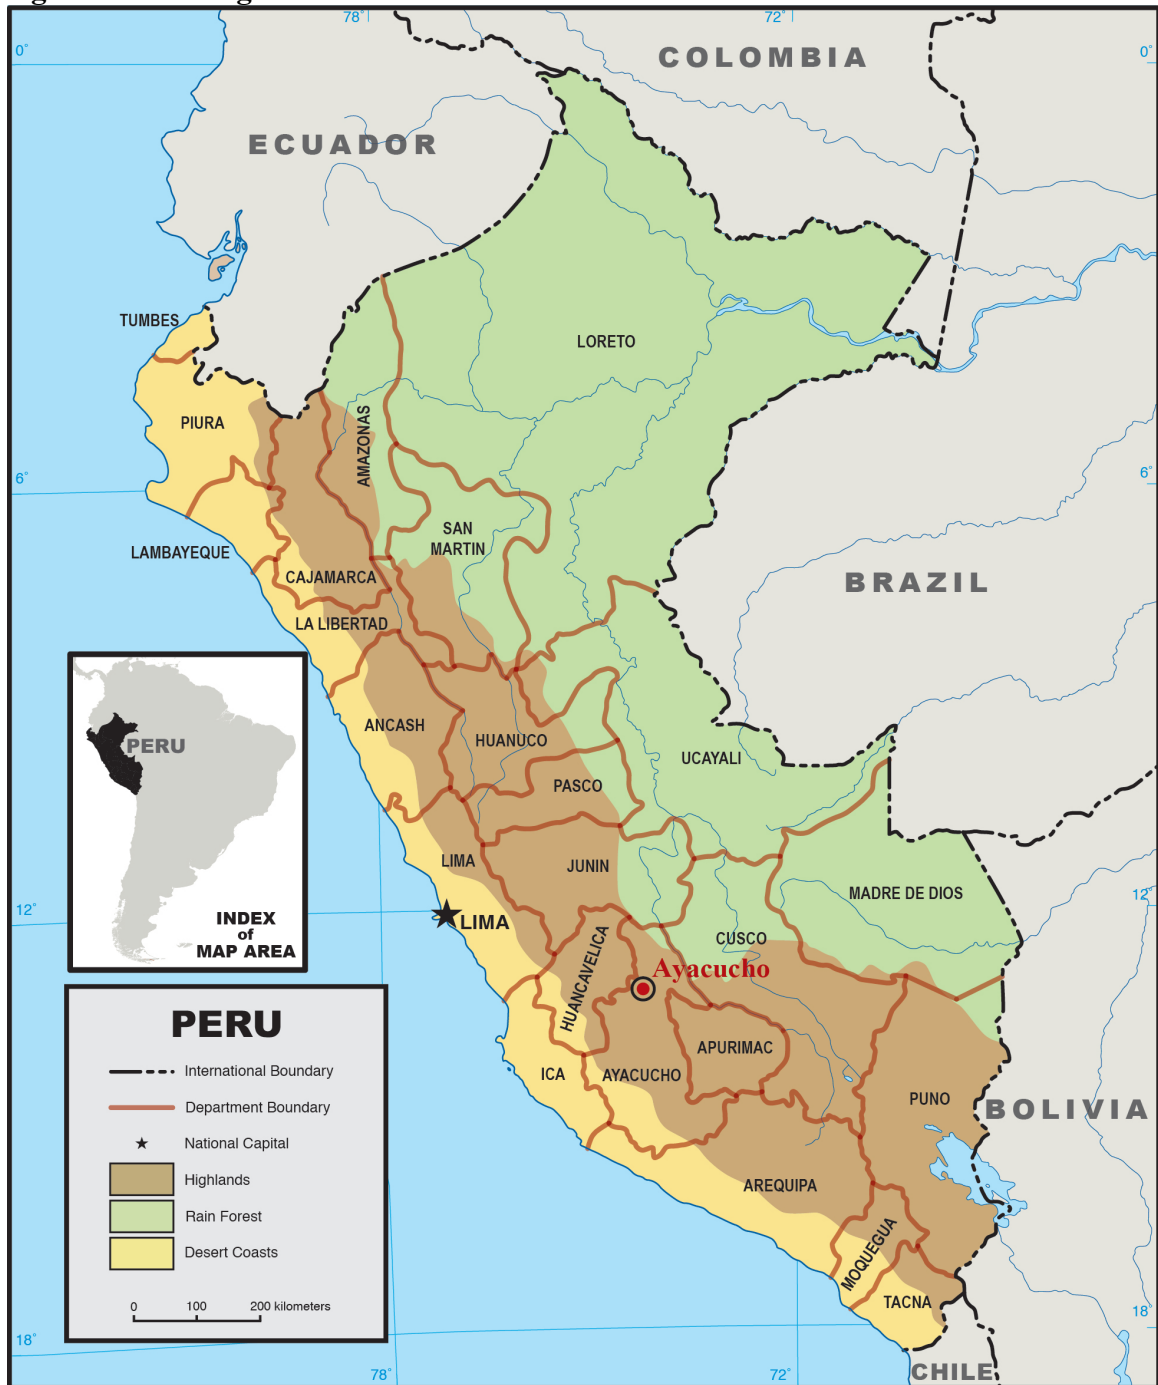 78°
72°
0°
0°
COLOMBIA
ECUADOR
TUMBES
LORETO
PIURA
AMAZONAS
6°
6°
SAN
MARTIN
LAMBAYEQUE
CAJAMARCA
BRAZIL
LA LIBERTAD
ANCASH
HUANUCO
PERU
UCAYALI
PASCO
LIMA
JUNIN
MADRE DE DIOS
12°
12°
INDEX
of
MAP AREA
LIMA
CUSCO
HUANCAVELICA
Ayacucho
PERU
International Boundary
Department Boundary
National Capital
Highlands
Rain Forest
Desert Coasts
0 100 200 kilometers
APURIMAC
ICA
AYACUCHO
PUNO
BOLIVIA
AREQUIPA
MOQUEGUA
TACNA
18°
18°
78°
72°
CHILE